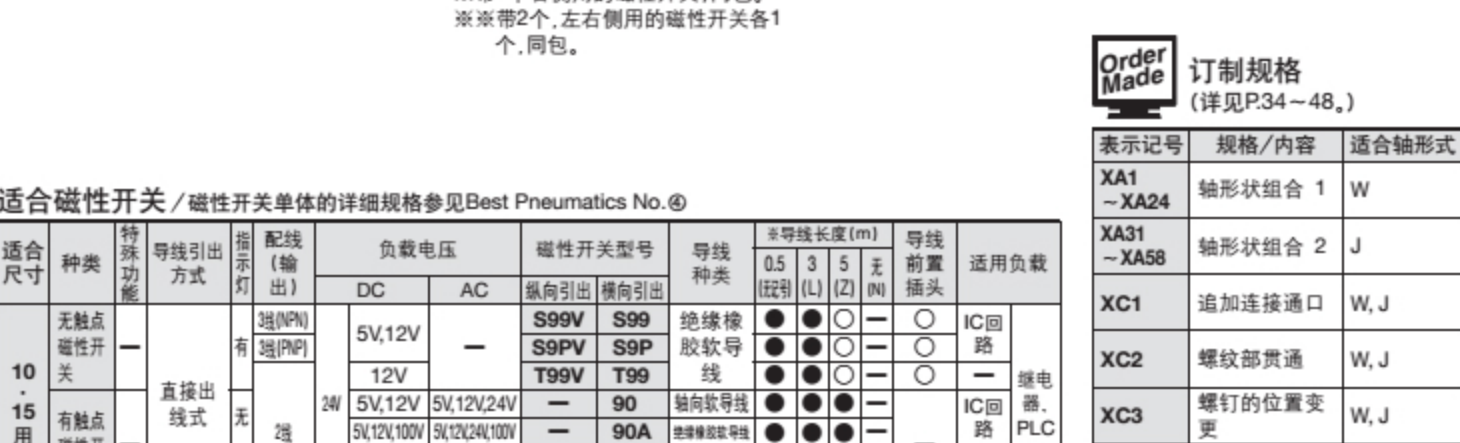 ※※带2个,左右侧用的磁性开关各1
个,同包。
Order
Made
订制规格
(详见P.34～48。)
表示记号 规格/内容 适合轴形式
XA1
～XA24 轴形状组合 1 W
XA31
～XA58 轴形状组合 2 J
XC1 追加连接通口 W, J
XC2 螺纹部贯通 W, J
XC3 螺钉的位置变
更 W, J
适合磁性开关/磁性开关单体的详细规格参见Best Pneumatics No.④
适合
尺寸 种类 特殊功能 导线引出
方式 指示灯 配线
(输
出) 负载电压 磁性开关型号 导线
种类 ※导线长度(m) 导线
前置
插头 适用负载
DC AC 纵向引出 横向引出 0.5
(无记号) 3
(L) 5
(Z) 无
(N)
10
·
15
用 无触点
磁性开
关 — 直接出
线式 有 3线(NPN) 24V 5V,12V — S99V S99 绝缘橡
胶软导
线 ● ● ○ — ○ IC回
路 继电
器,
PLC
3线(PNP) S9PV S9P ● ● ○ — ○
2线 12V T99V T99 ● ● ○ — ○ —
有触点 无 5V,12V 5V,12V,24V — 90 轴向软导线 ● ● ● — IC回
路
5V,12V,100V 5V,12V,24V,100V — 90A 绝缘橡胶软导线 ● ● ● —